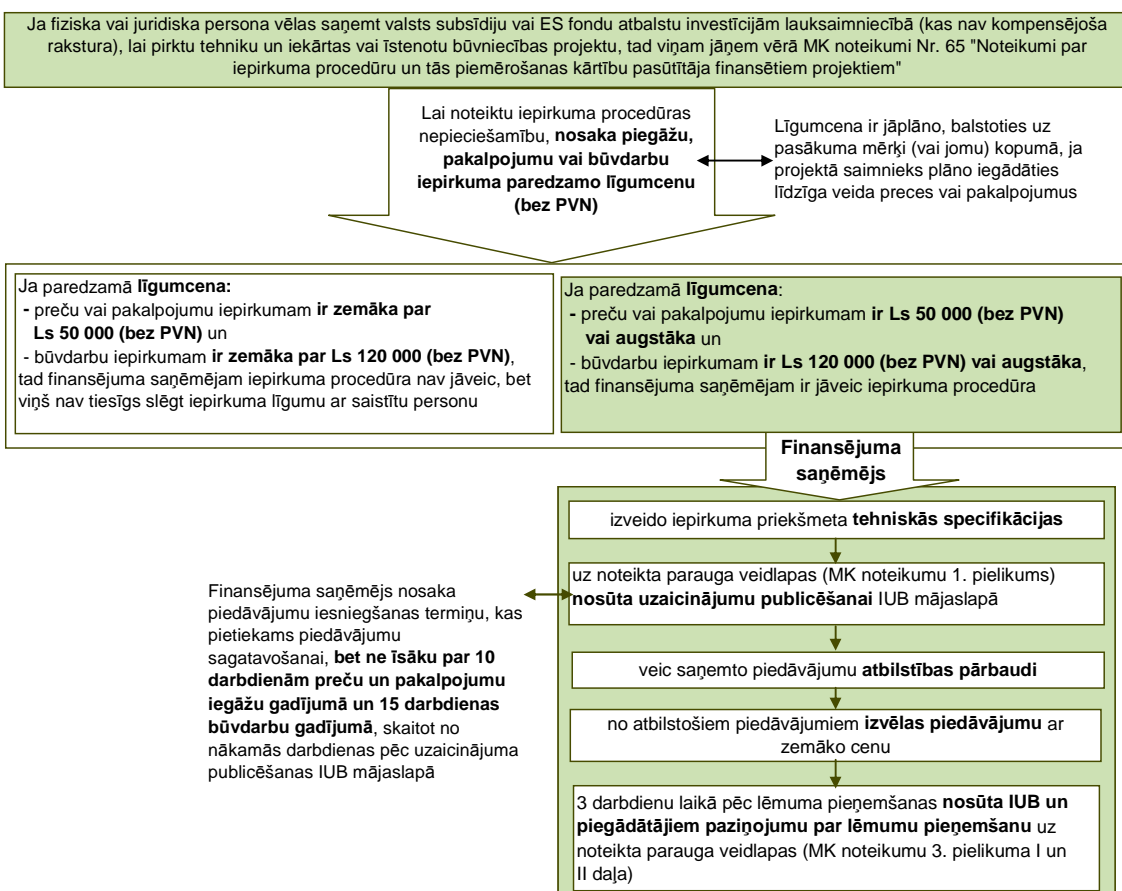 Ja fiziska vai juridiska persona vēlas saņemt valsts subsīdiju vai ES fondu atbalstu investīcijām lauksaimniecībā (kas nav kompensējoša
rakstura), lai pirktu tehniku un iekārtas vai īstenotu būvniecības projektu, tad viņam jāņem vērā MK noteikumi Nr. 65 "Noteikumi par
iepirkuma procedūru un tās piemērošanas kārtību pasūtītāja finansētiem projektiem"
Lai noteiktu iepirkuma procedūras
nepieciešamību, nosaka piegāžu,
pakalpojumu vai būvdarbu
iepirkuma paredzamo līgumcenu
(bez PVN)
Līgumcena ir jāplāno, balstoties uz
pasākuma mērķi (vai jomu) kopumā, ja
projektā saimnieks plāno iegādāties
līdzīga veida preces vai pakalpojumus
Ja paredzamā līgumcena:
- preču vai pakalpojumu iepirkumam ir zemāka par
Ls 50 000 (bez PVN) un
- būvdarbu iepirkumam ir zemāka par Ls 120 000 (bez PVN),
tad finansējuma saņēmējam iepirkuma procedūra nav jāveic, bet
viņš nav tiesīgs slēgt iepirkuma līgumu ar saistītu personu
Ja paredzamā līgumcena:
- preču vai pakalpojumu iepirkumam ir Ls 50 000 (bez PVN)
vai augstāka un
- būvdarbu iepirkumam ir Ls 120 000 (bez PVN) vai augstāka,
tad finansējuma saņēmējam ir jāveic iepirkuma procedūra
Finansējuma
saņēmējs
izveido iepirkuma priekšmeta tehniskās specifikācijas
uz noteikta parauga veidlapas (MK noteikumu 1. pielikums)
nosūta uzaicinājumu publicēšanai IUB mājaslapā
Finansējuma saņēmējs nosaka
piedāvājumu iesniegšanas termiņu, kas
pietiekams piedāvājumu
sagatavošanai, bet ne īsāku par 10
darbdienām preču un pakalpojumu
iegāžu gadījumā un 15 darbdienas
būvdarbu gadījumā, skaitot no
nākamās darbdienas pēc uzaicinājuma
publicēšanas IUB mājaslapā
veic saņemto piedāvājumu atbilstības pārbaudi
no atbilstošiem piedāvājumiem izvēlas piedāvājumu ar
zemāko cenu
3 darbdienu laikā pēc lēmuma pieņemšanas nosūta IUB un
piegādātājiem paziņojumu par lēmumu pieņemšanu uz
noteikta parauga veidlapas (MK noteikumu 3. pielikuma I un
II daļa)